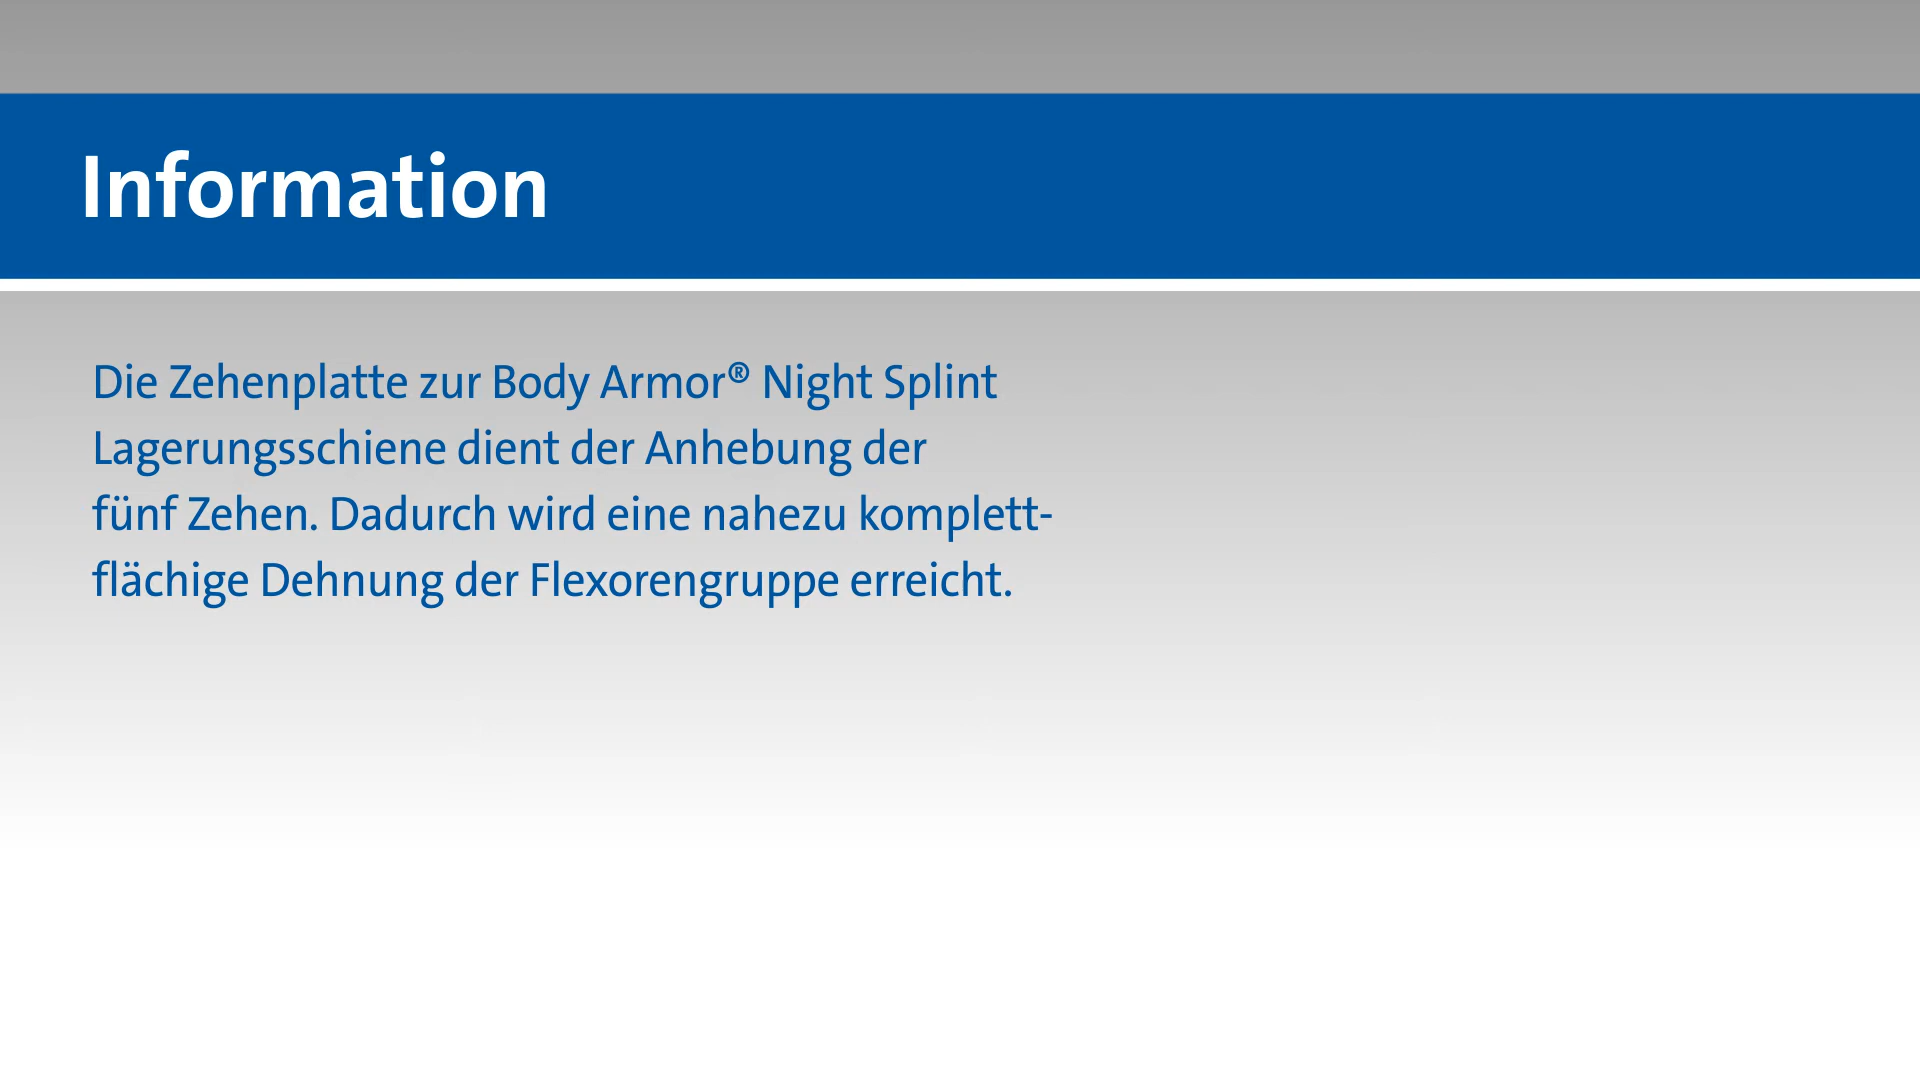 Information
Die Zehenplatte zur Body Armor® Night Splint
Lagerungsschiene dient der Anhebung der
fünf Zehen. Dadurch wird eine nahezu komplett-
flächige Dehnung der Flexorengruppe erreicht.